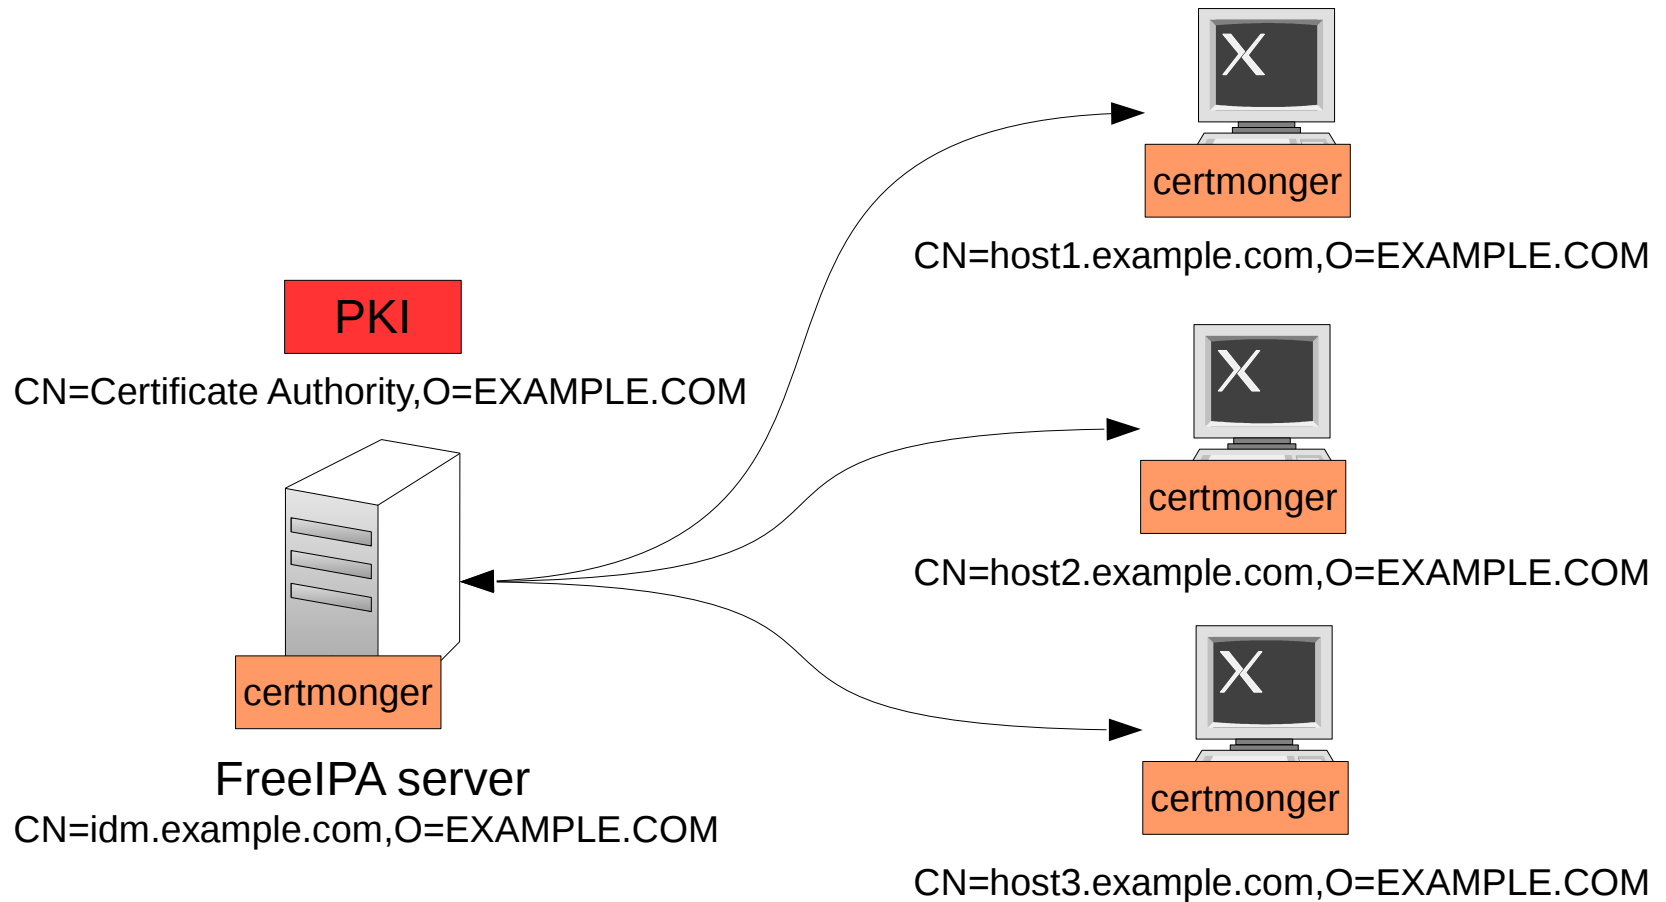 PKI
CN=Certificate Authority,O=EXAMPLE.COM
certmonger
FreeIPA server
CN=idm.example.com,O=EXAMPLE.COM
X
certmonger
CN=host1.example.com,O=EXAMPLE.COM
X
certmonger
CN=host2.example.com,O=EXAMPLE.COM
X
certmonger
CN=host3.example.com,O=EXAMPLE.COM